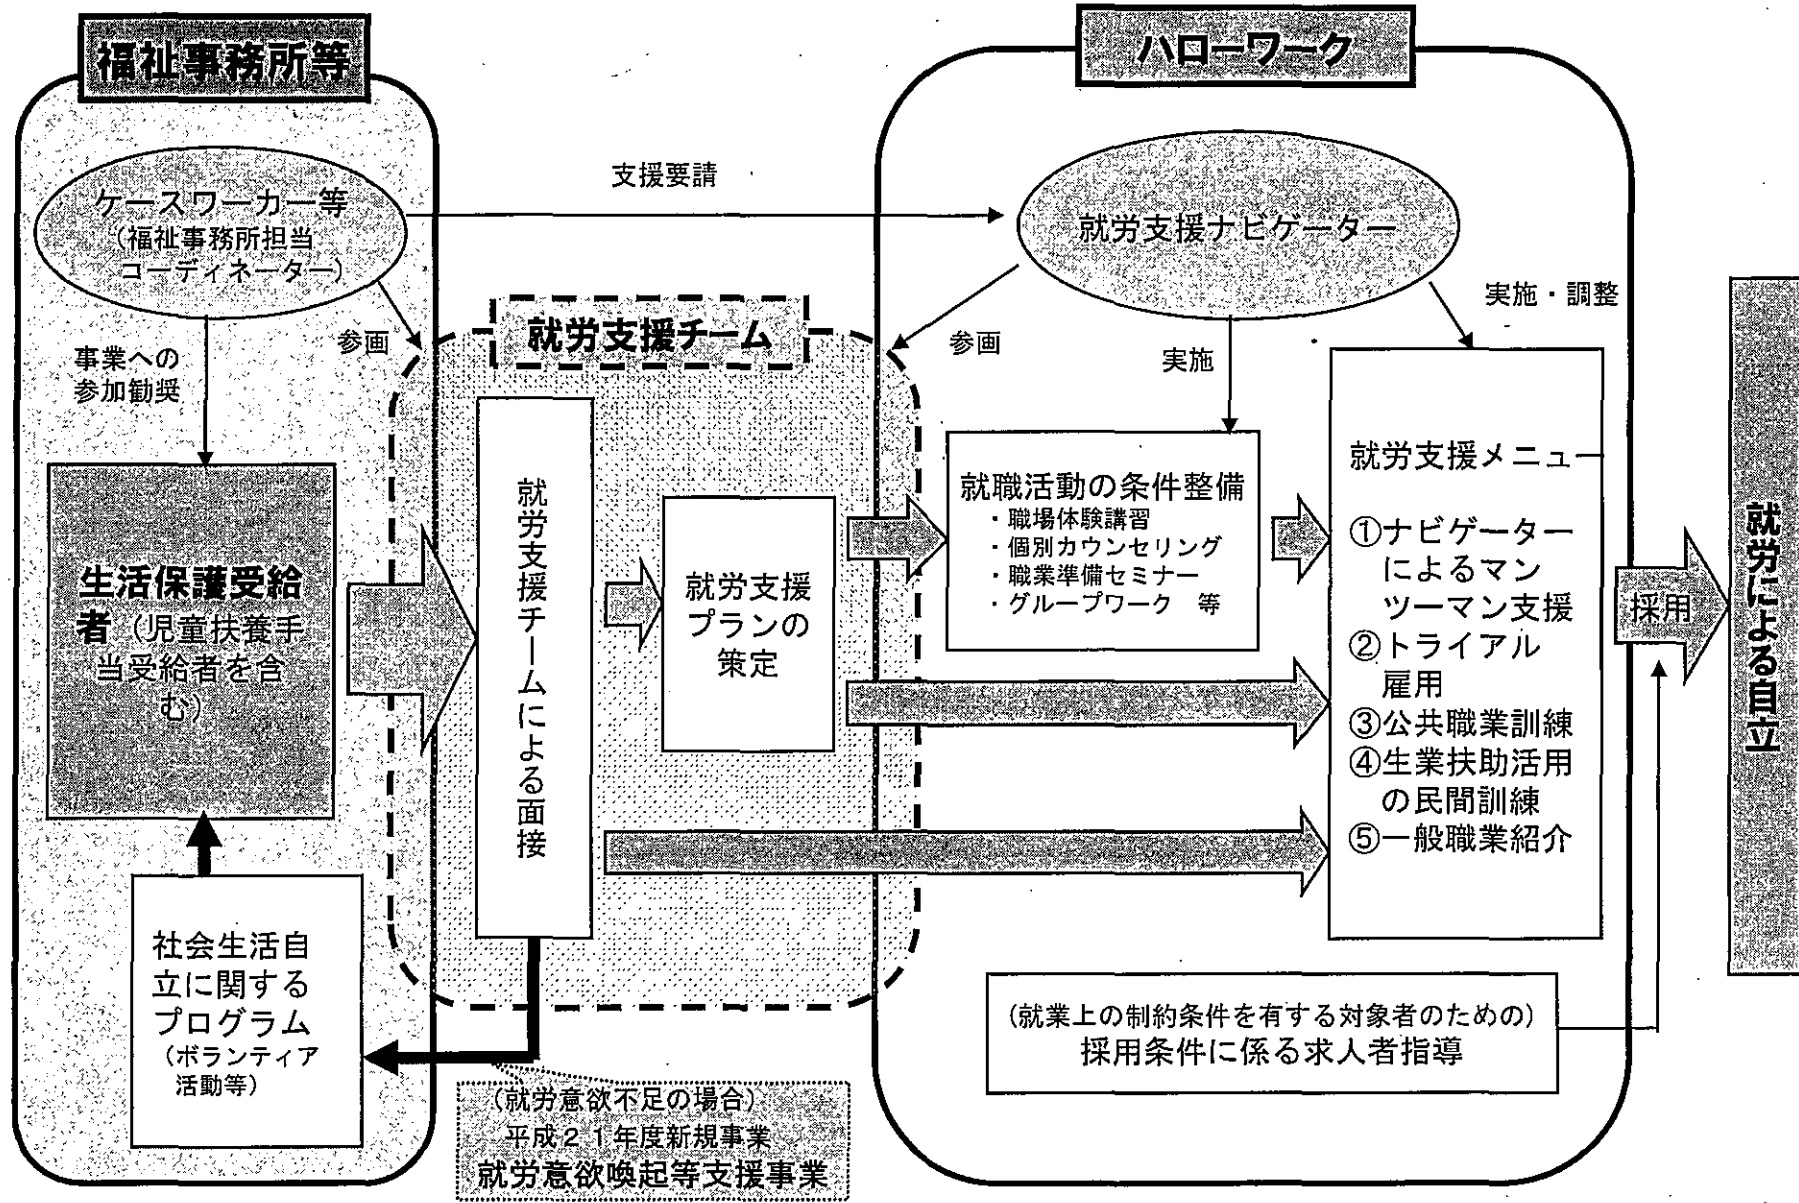 福祉事務所等
ケースワーカー等
（福祉事務所担当
コーディネーター）
事業への
参加勧奨
参画
生活保護受給
者（児童扶養手
当受給者を含
む）
社会生活自
立に関する
プログラム
（ボランティア
活動等）
支援要請
就労支援チーム
就労支援チームによる面接
就労支援
プランの
策定
（就労意欲不足の場合）
平成２１年度新規事業
就労意欲喚起等支援事業
ハローワーク
就労支援ナビゲーター
参画
実施
実施・調整
就職活動の条件整備
・職場体験講習
・個別カウンセリング
・職業準備セミナー
・グループワーク　等
就労支援メニュー
①ナビゲーター
によるマン
ツーマン支援
②トライアル
雇用
③公共職業訓練
④生業扶助活用
の民間訓練
⑤一般職業紹介
（就業上の制約条件を有する対象者のための）
採用条件に係る求人者指導
採用
就労による自立